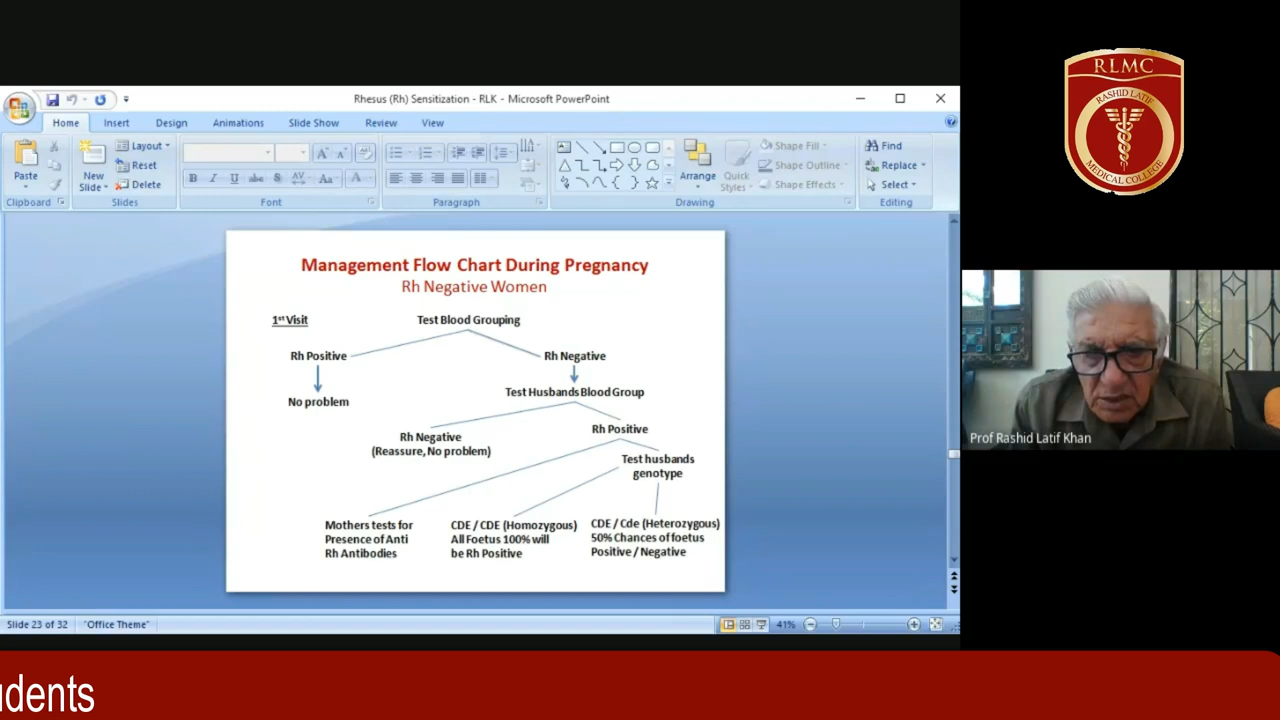 RLMC
RASHID LATIF
MEDICAL COLLEGE
Rhesus (Rh) Sensitization - RLK - Microsoft PowerPoint
Home Insert Design Animations Slide Show Review View
Paste
Clipboard
New
Slide
Layout
Reset
Delete
Slides
B I U abe S AV Aa A
Font
Paragraph
Arrange
Quick
Styles
Shape Fill
Shape Outline
Shape Effects
Drawing
Find
Replace
Select
Editing
Management Flow Chart During Pregnancy
Rh Negative Women
1st Visit
Test Blood Grouping
Rh Positive
Rh Negative
No problem
Test Husbands Blood Group
Rh Negative
(Reassure, No problem)
Rh Positive
Test husbands
genotype
Mothers tests for
Presence of Anti
Rh Antibodies
CDE / CDE (Homozygous)
All Foetus 100% will
be Rh Positive
CDE / Cde (Heterozygous)
50% Chances of foetus
Positive / Negative
Prof Rashid Latif Khan
Slide 23 of 32 "Office Theme" 41%
udents